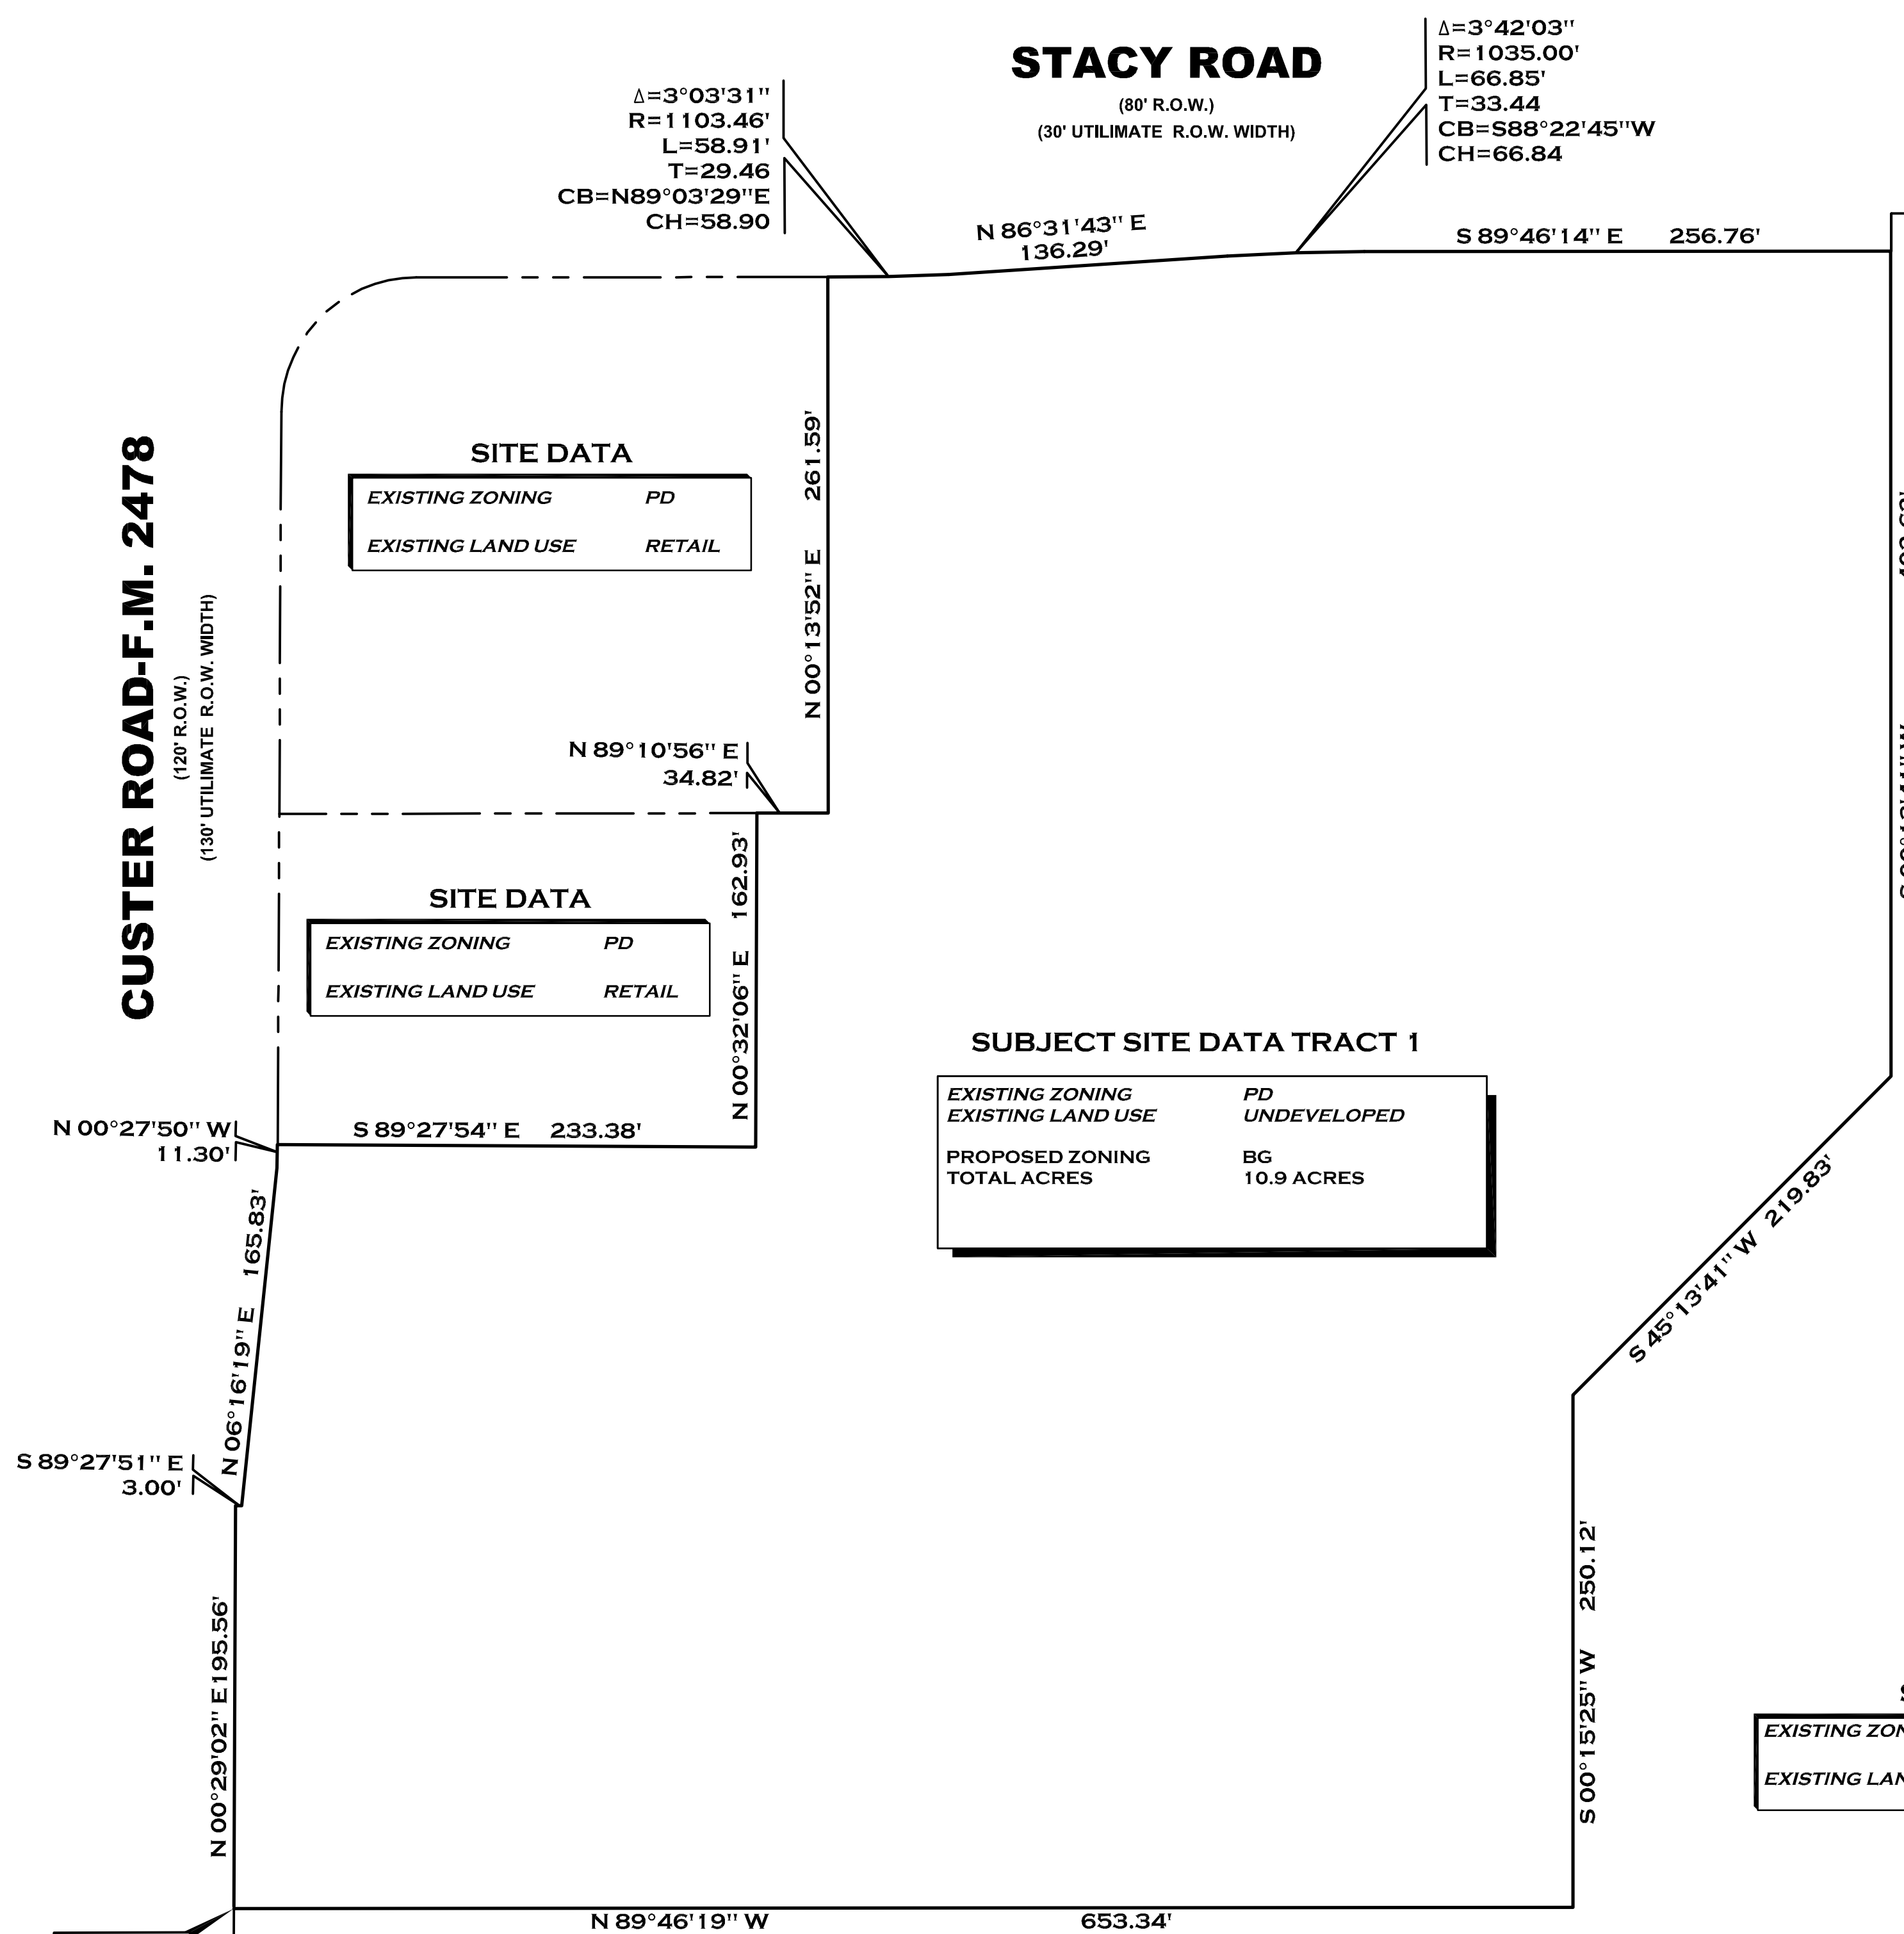 Δ=3°42'03"
R=1035.00'
L=66.85'
T=33.44
CB=S88°22'45"W
CH=66.84
STACY ROAD
(80' R.O.W.)
(30' UTILIMATE R.O.W. WIDTH)
Δ=3°03'31"
R=1103.46'
L=58.91'
T=29.46
CB=N89°03'29"E
CH=58.90
N 86°31'43" E
136.29'
S 89°46'14" E 256.76'
CUSTER ROAD-F.M. 2478
(120' R.O.W.)
(130' UTILIMATE R.O.W. WIDTH)
SITE DATA
EXISTING ZONING PD
EXISTING LAND USE RETAIL
N 00°13'52" E 261.59'
N 89°10'56" E
34.82'
SITE DATA
EXISTING ZONING PD
EXISTING LAND USE RETAIL
N 00°32'06" E 162.93'
SUBJECT SITE DATA TRACT 1
EXISTING ZONING PD
EXISTING LAND USE UNDEVELOPED
PROPOSED ZONING BG
TOTAL ACRES 10.9 ACRES
N 00°27'50" W
11.30'
S 89°27'54" E 233.38'
N 06°16'19" E 165.83'
S 45°13'41" W 219.83'
S 89°27'51" E
3.00'
N 00°29'02" E 195.56'
S 00°15'25" W 250.12'
EXISTING
EXISTING
N 89°46'19" W 653.34'